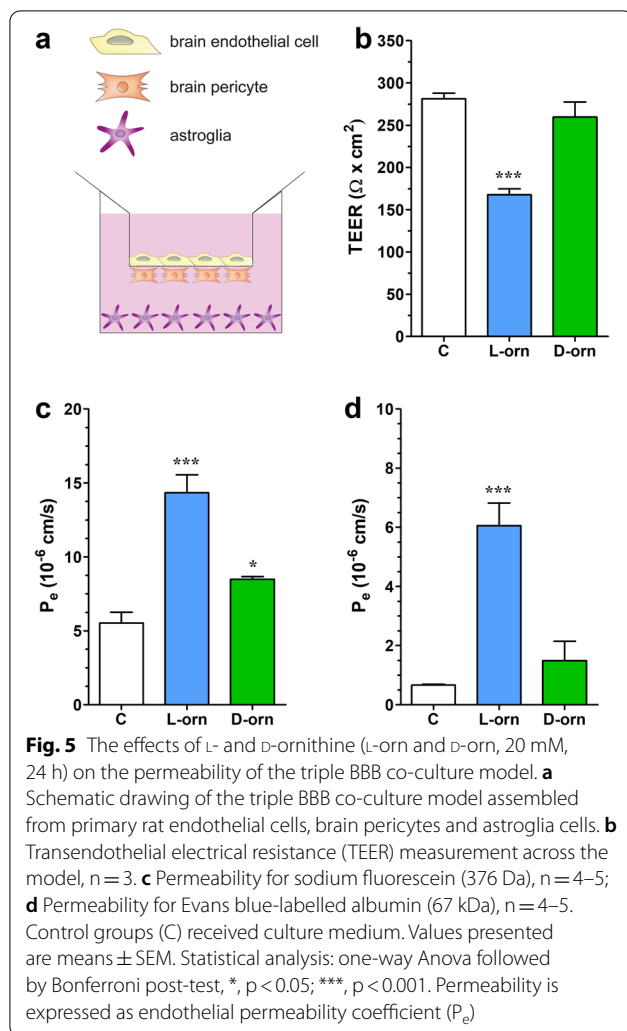 a
brain endothelial cell
brain pericyte
astroglia
b
TEER (Ω x cm²)
350
300
250
200
150
100
50
0
***
C L-orn D-orn
c
Pₑ (10⁻⁶ cm/s)
20
15
10
5
0
***
*
C L-orn D-orn
d
Pₑ (10⁻⁶ cm/s)
10
8
6
4
2
0
***
C L-orn D-orn
Fig. 5 The effects of L- and D-ornithine (L-orn and D-orn, 20 mM,
24 h) on the permeability of the triple BBB co-culture model. a
Schematic drawing of the triple BBB co-culture model assembled
from primary rat endothelial cells, brain pericytes and astroglia cells. b
Transendothelial electrical resistance (TEER) measurement across the
model, n = 3. c Permeability for sodium fluorescein (376 Da), n = 4–5;
d Permeability for Evans blue-labelled albumin (67 kDa), n = 4–5.
Control groups (C) received culture medium. Values presented
are means ± SEM. Statistical analysis: one-way Anova followed
by Bonferroni post-test, *, p < 0.05; ***, p < 0.001. Permeability is
expressed as endothelial permeability coefficient (Pₑ)